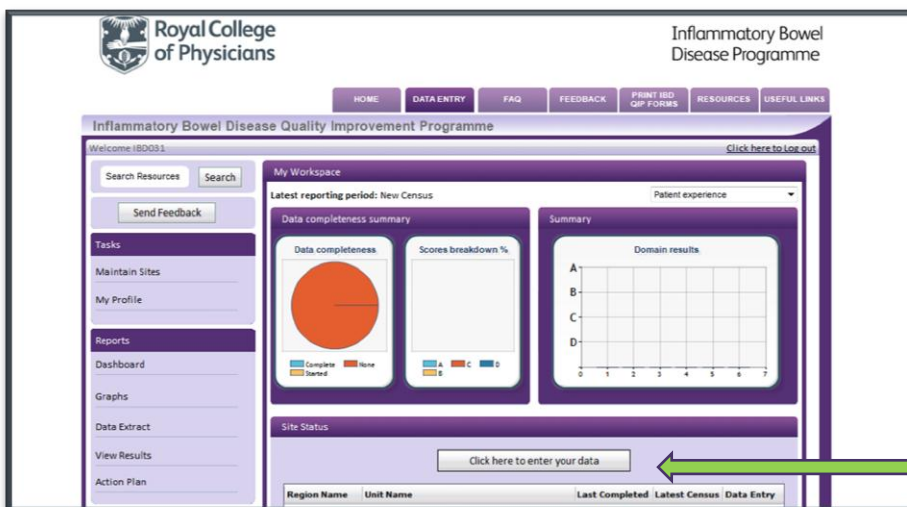 Royal College
of Physicians
Inflammatory Bowel
Disease Programme
HOME DATA ENTRY FAQ FEEDBACK PRINT IBD QIP FORMS RESOURCES USEFUL LINKS
Inflammatory Bowel Disease Quality Improvement Programme
Welcome IBD031 Click here to Log out
Search Resources Search
Send Feedback
Tasks
Maintain Sites
My Profile
Reports
Dashboard
Graphs
Data Extract
View Results
Action Plan
My Workspace
Latest reporting period: New Census Patient experience
Data completeness summary
Data completeness
Complete None
Started
Scores breakdown %
A C D
B
Summary
Domain results
A
B
C
D
0 1 2 3 4 5 6 7
Site Status
Click here to enter your data
Region Name Unit Name Last Completed Latest Census Data Entry